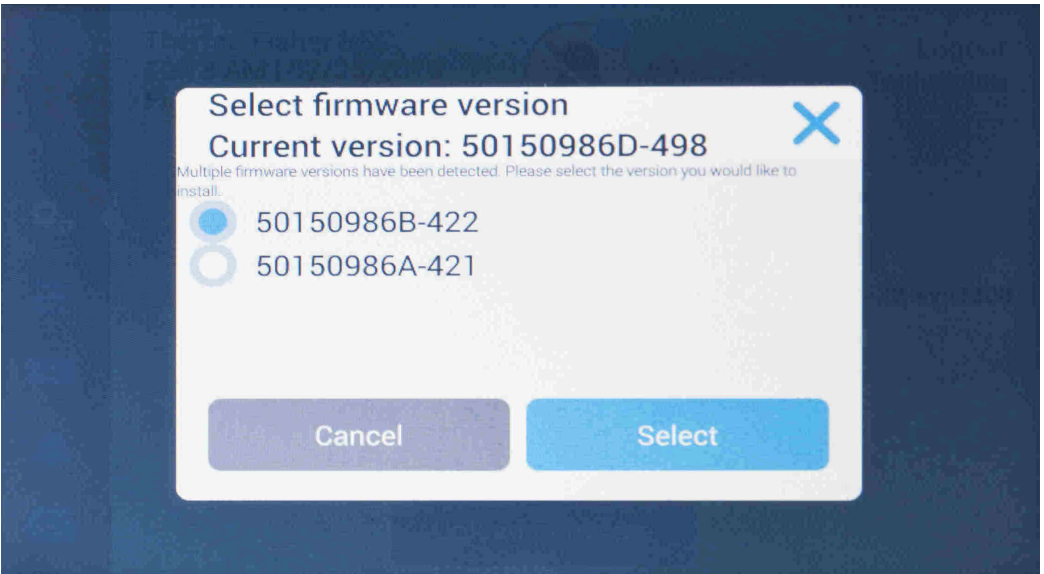 Select firmware version
Current version: 50150986D-498
Multiple firmware versions have been detected. Please select the version you would like to
install.
50150986B-422
50150986A-421
Cancel
Select
Logout